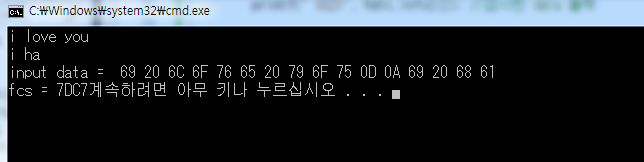 C:\Windows\system32\cmd.exe
i love you
i ha
input data =  69 20 6C 6F 76 65 20 79 6F 75 0D 0A 69 20 68 61
fcs = 7DC7계속하려면 아무 키나 누르십시오 . . .